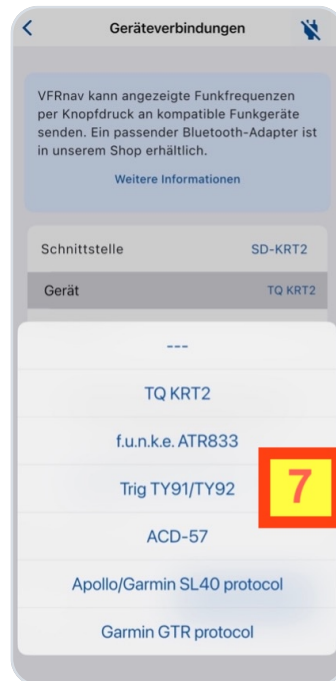 Geräteverbindungen
VFRnav kann angezeigte Funkfrequenzen
per Knopfdruck an kompatible Funkgeräte
senden. Ein passender Bluetooth-Adapter ist
in unserem Shop erhältlich.
Weitere Informationen
Schnittstelle SD-KRT2
Gerät TQ KRT2
---
TQ KRT2
f.u.n.k.e. ATR833
Trig TY91/TY92
7
ACD-57
Apollo/Garmin SL40 protocol
Garmin GTR protocol